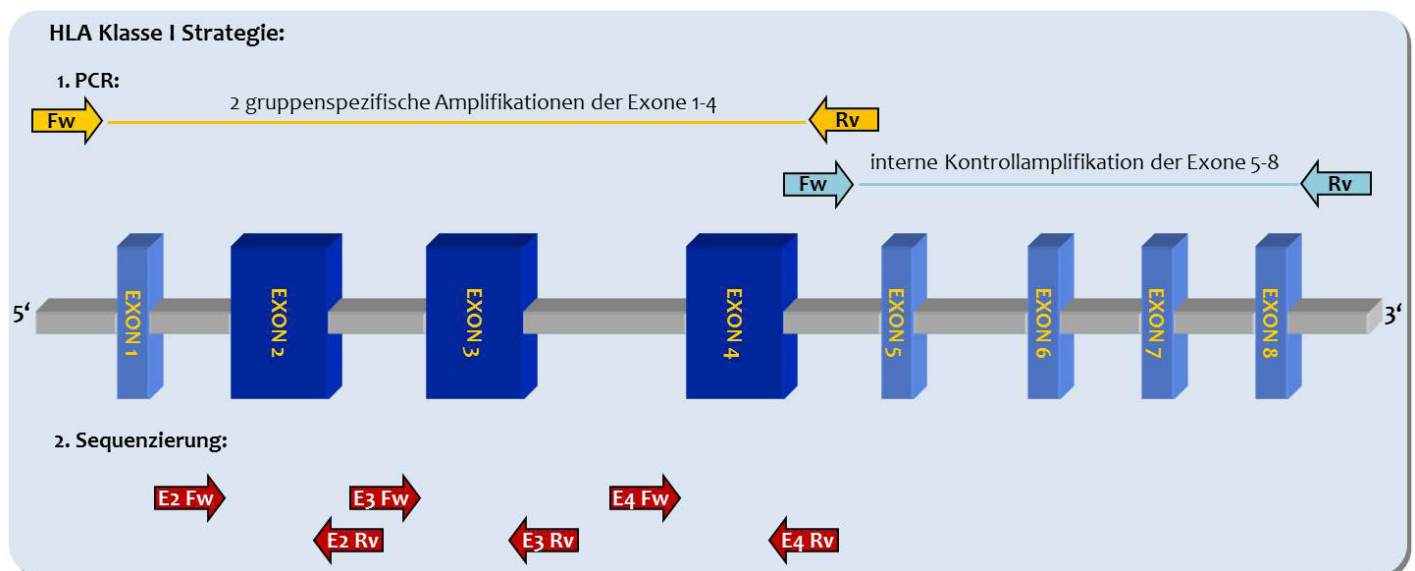 HLA Klasse I Strategie:
1. PCR:
2 gruppenspezifische Amplifikationen der Exone 1-4
Fw
Rv
interne Kontrollamplifikation der Exone 5-8
Fw
Rv
5‘
EXON 1
EXON 2
EXON 3
EXON 4
EXON 5
EXON 6
EXON 7
EXON 8
3‘
2. Sequenzierung:
E2 Fw
E3 Fw
E4 Fw
E2 Rv
E3 Rv
E4 Rv